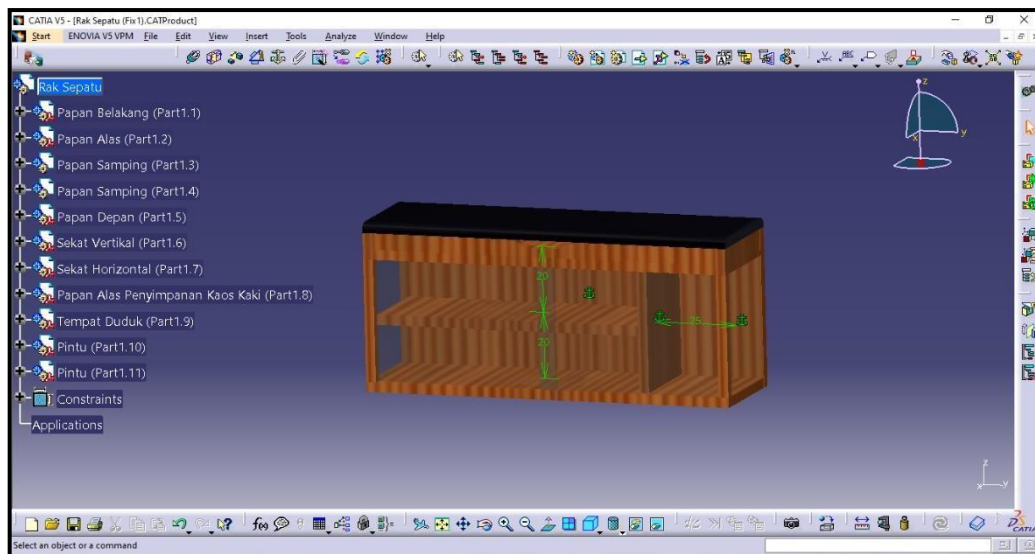 CATIA V5 - [Rak Sepatu (Fix1).CATProduct]
Start ENOVIA V5 VPM File Edit View Insert Tools Analyze Window Help
Rak Sepatu
Papan Belakang (Part1.1)
Papan Alas (Part1.2)
Papan Samping (Part1.3)
Papan Samping (Part1.4)
Papan Depan (Part1.5)
Sekat Vertikal (Part1.6)
Sekat Horizontal (Part1.7)
Papan Alas Penyimpanan Kaos Kaki (Part1.8)
Tempat Duduk (Part1.9)
Pintu (Part1.10)
Pintu (Part1.11)
Constraints
Applications
z
y
x
20
25
20
z
x
y
f(x)
CATIA
Select an object or a command